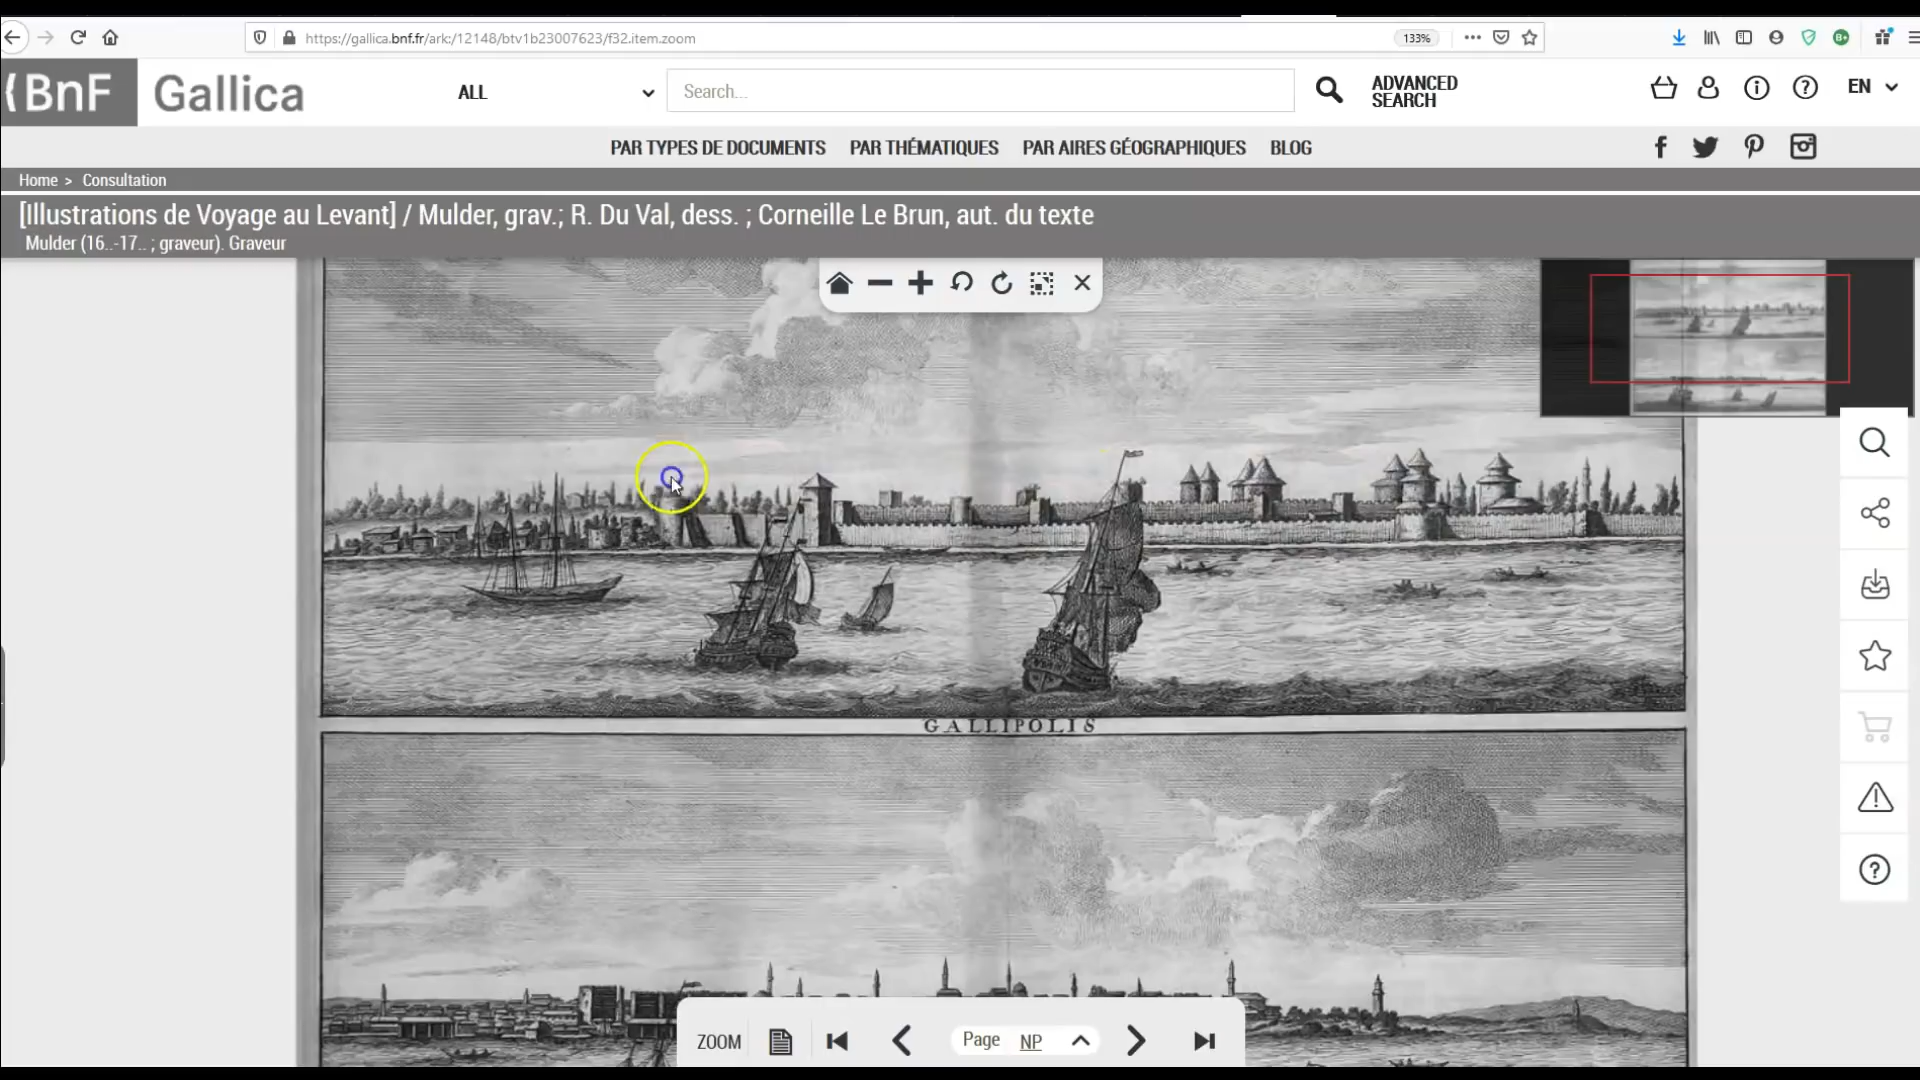 https://gallica.bnf.fr/ark:/12148/btv1b23007623/f32.item.zoom
133%
BnF Gallica
ALL
Search...
ADVANCED
SEARCH
EN
PAR TYPES DE DOCUMENTS PAR THÉMATIQUES PAR AIRES GÉOGRAPHIQUES BLOG
Home > Consultation
[Illustrations de Voyage au Levant] / Mulder, grav.; R. Du Val, dess. ; Corneille Le Brun, aut. du texte
Mulder (16..-17.. ; graveur). Graveur
GALLIPOLIS
ZOOM
Page NP